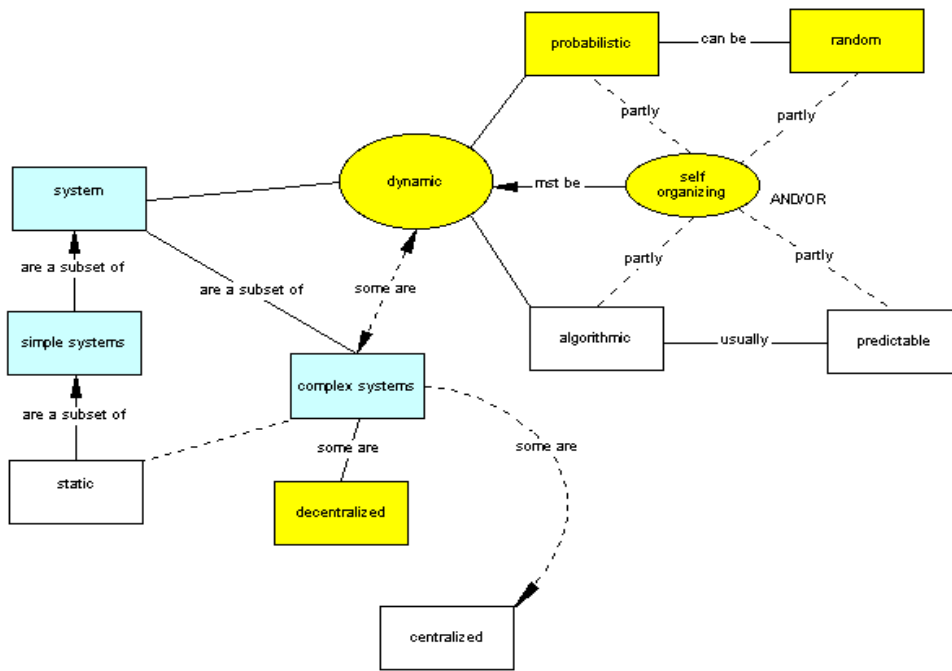 probabilistic
can be
random
partly
partly
system
dynamic
mst be
self
organizing
AND/OR
are a subset of
are a subset of
some are
partly
partly
simple systems
algorithmic
usually
predictable
complex systems
are a subset of
some are
some are
static
decentralized
centralized